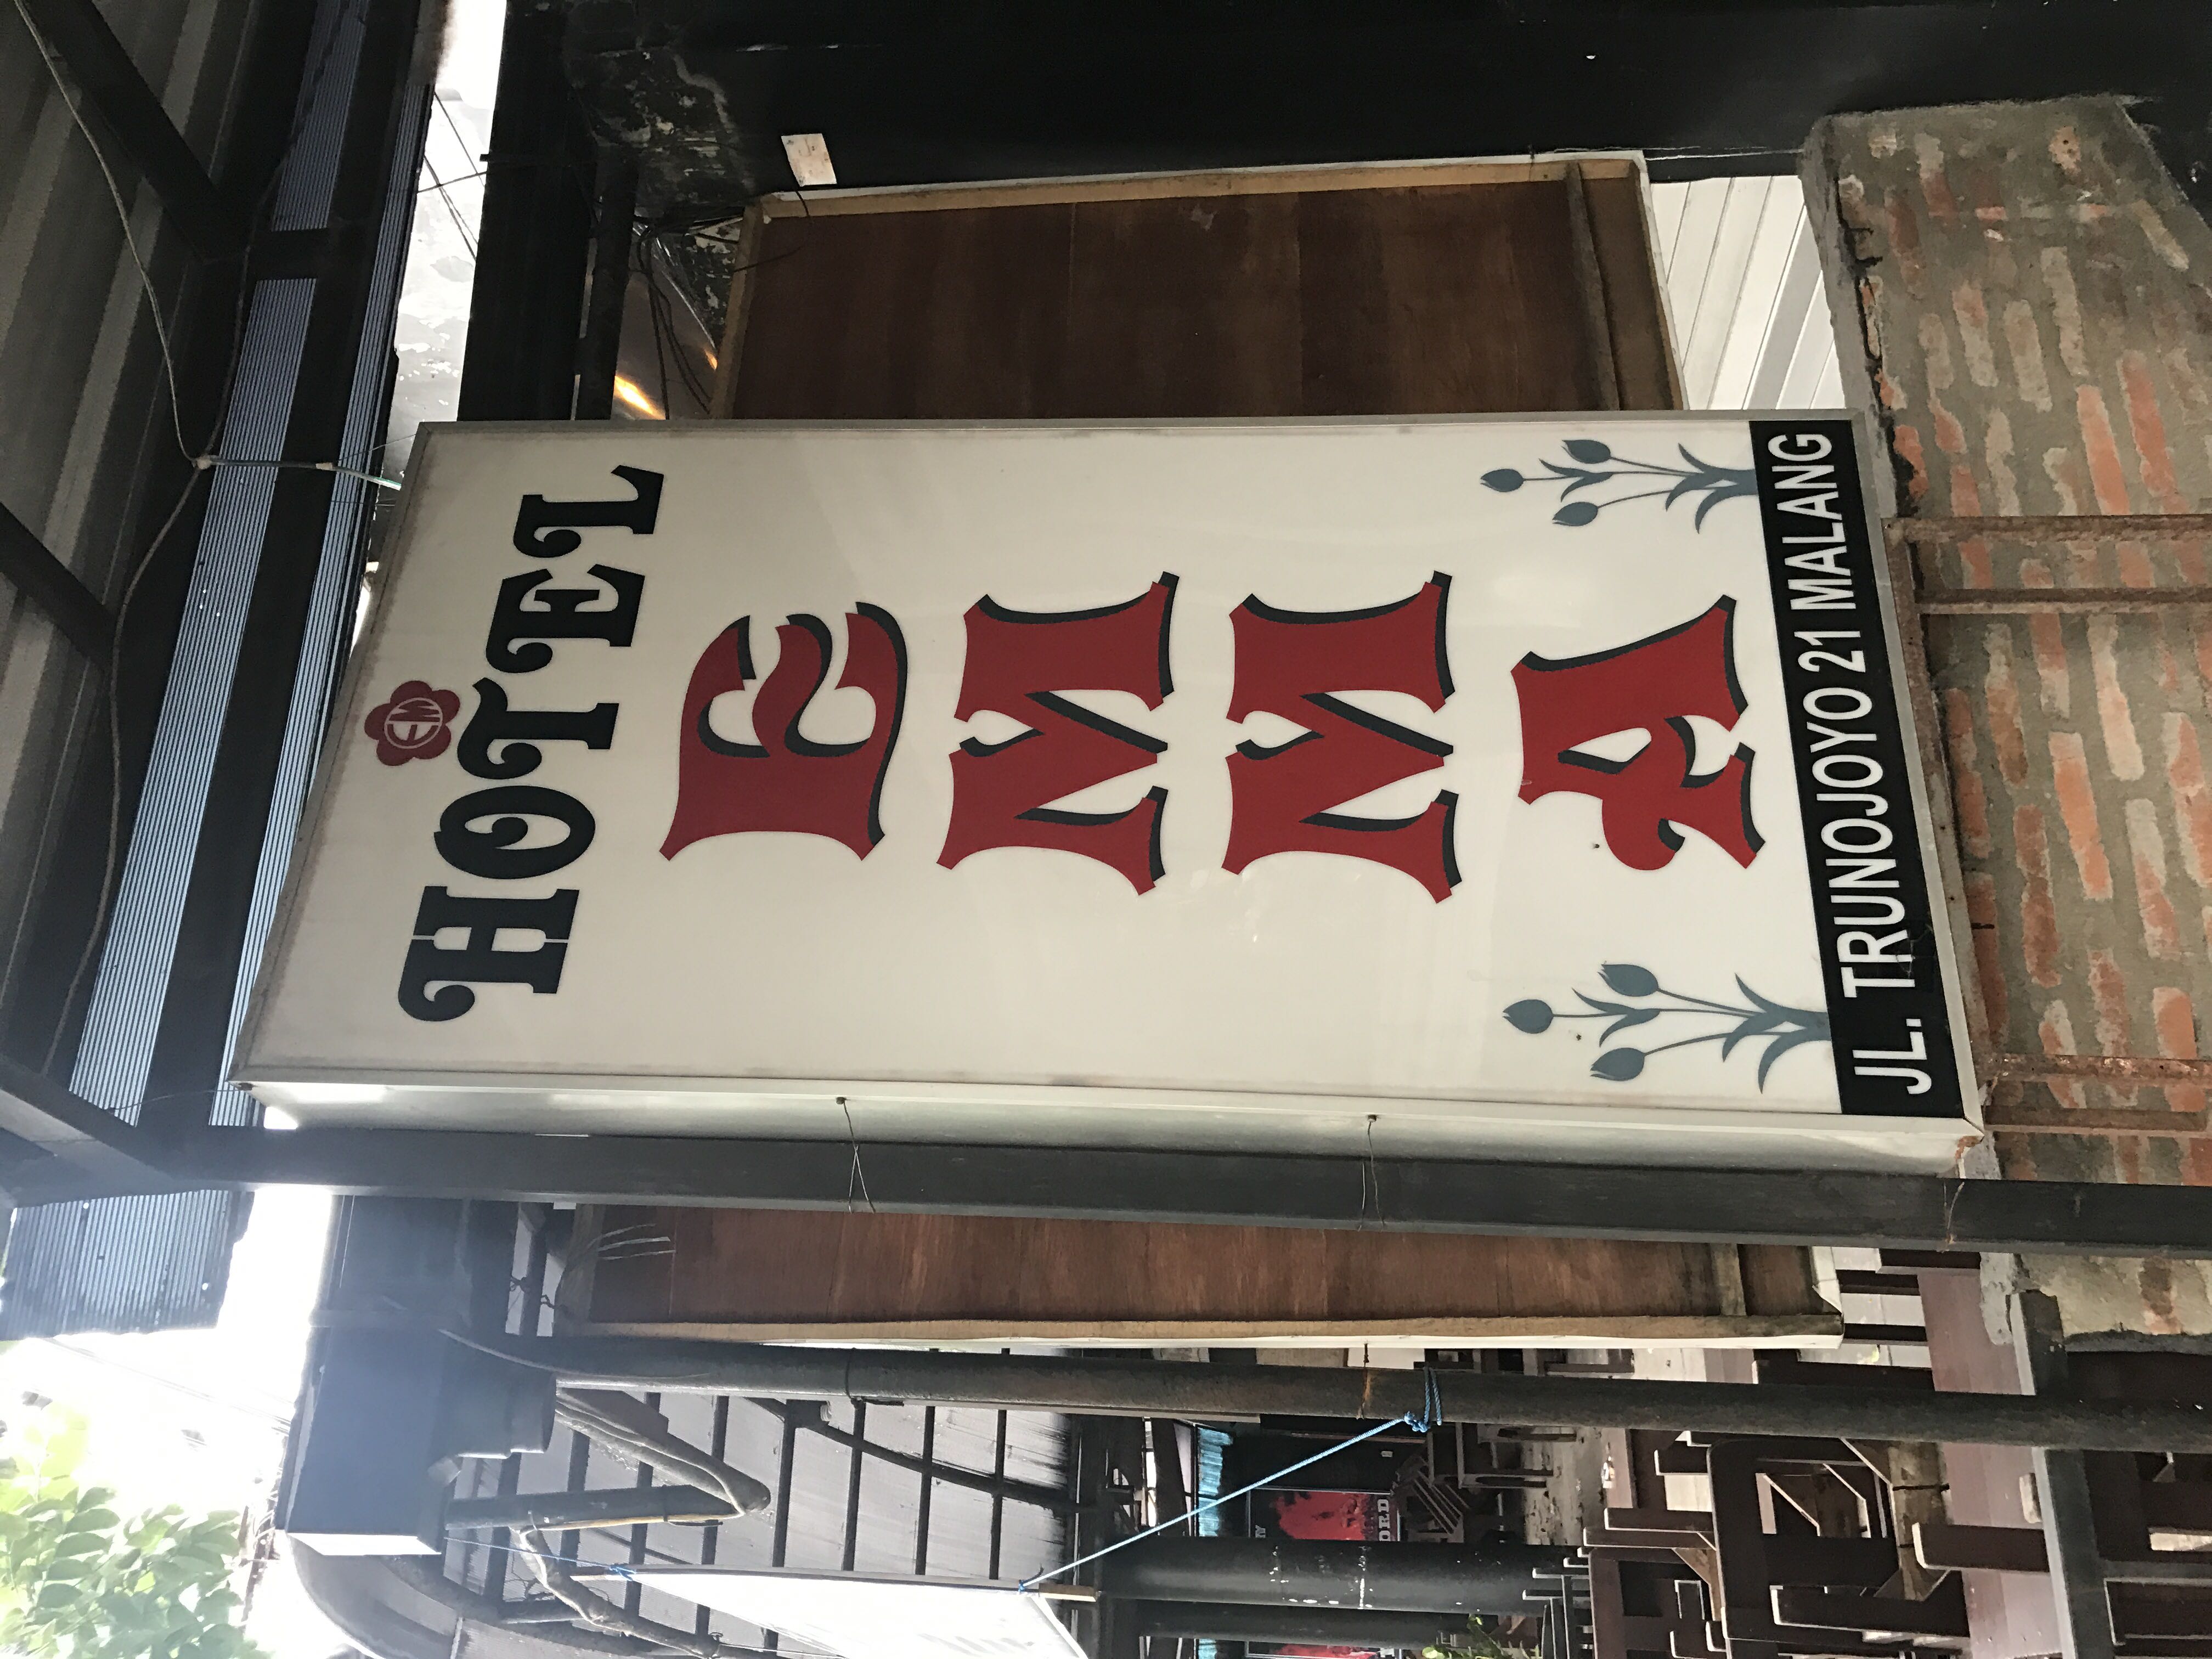 HOTEL
EMMA
JL. TRUNOJOYO 21 MALANG